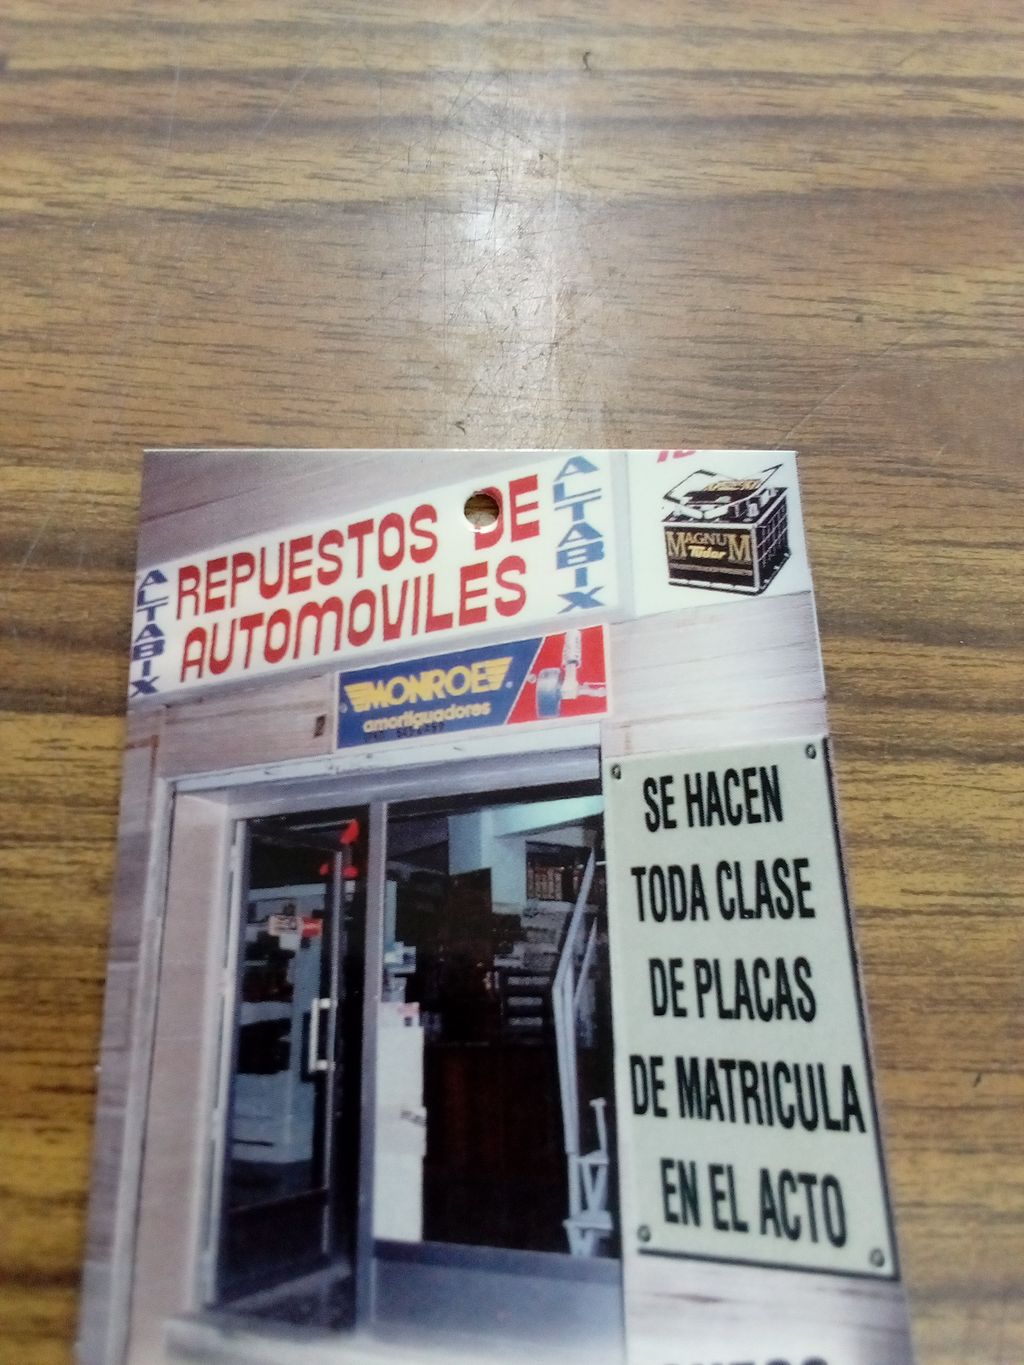 ALTABIX
REPUESTOS DE
AUTOMOVILES
ALTABIX
MAGNUM
Tudor
MONROE
amortiguadores
SE HACEN
TODA CLASE
DE PLACAS
DE MATRICULA
EN EL ACTO